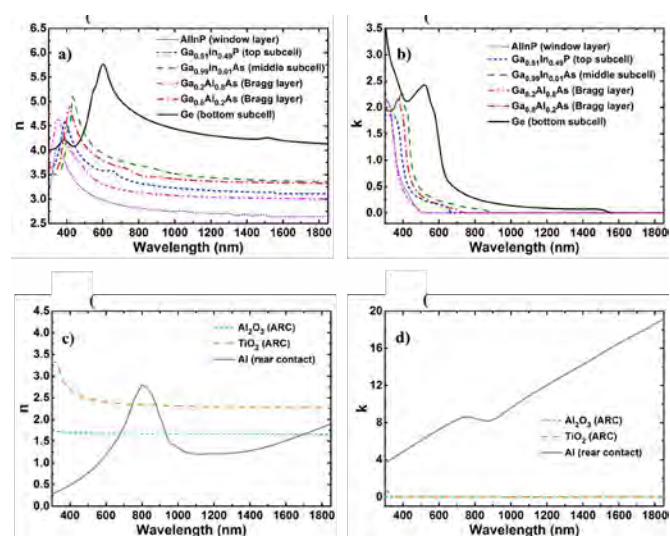 (
(
a)
AlInP (window layer)
Ga0.51In0.49P (top subcell)
Ga0.99In0.01As (middle subcell)
Ga0.2Al0.8As (Bragg layer)
Ga0.8Al0.2As (Bragg layer)
Ge (bottom subcell)
n
6.5
6.0
5.5
5.0
4.5
4.0
3.5
3.0
2.5
400 600 800 1000 1200 1400 1600 1800
Wavelength (nm)
b)
AlInP (window layer)
Ga0.51In0.49P (top subcell)
Ga0.99In0.01As (middle subcell)
Ga0.2Al0.8As (Bragg layer)
Ga0.8Al0.2As (Bragg layer)
Ge (bottom subcell)
k
3.5
3.0
2.5
2.0
1.5
1.0
0.5
0.0
400 600 800 1000 1200 1400 1600 1800
Wavelength (nm)
(
(
c)
Al2O3 (ARC)
TiO2 (ARC)
Al (rear contact)
n
4.5
4.0
3.5
3.0
2.5
2.0
1.5
1.0
0.5
0.0
400 600 800 1000 1200 1400 1600 1800
Wavelength (nm)
d)
Al2O3 (ARC)
TiO2 (ARC)
Al (rear contact)
k
20
16
12
8
4
0
400 600 800 1000 1200 1400 1600 1800
Wavelength (nm)